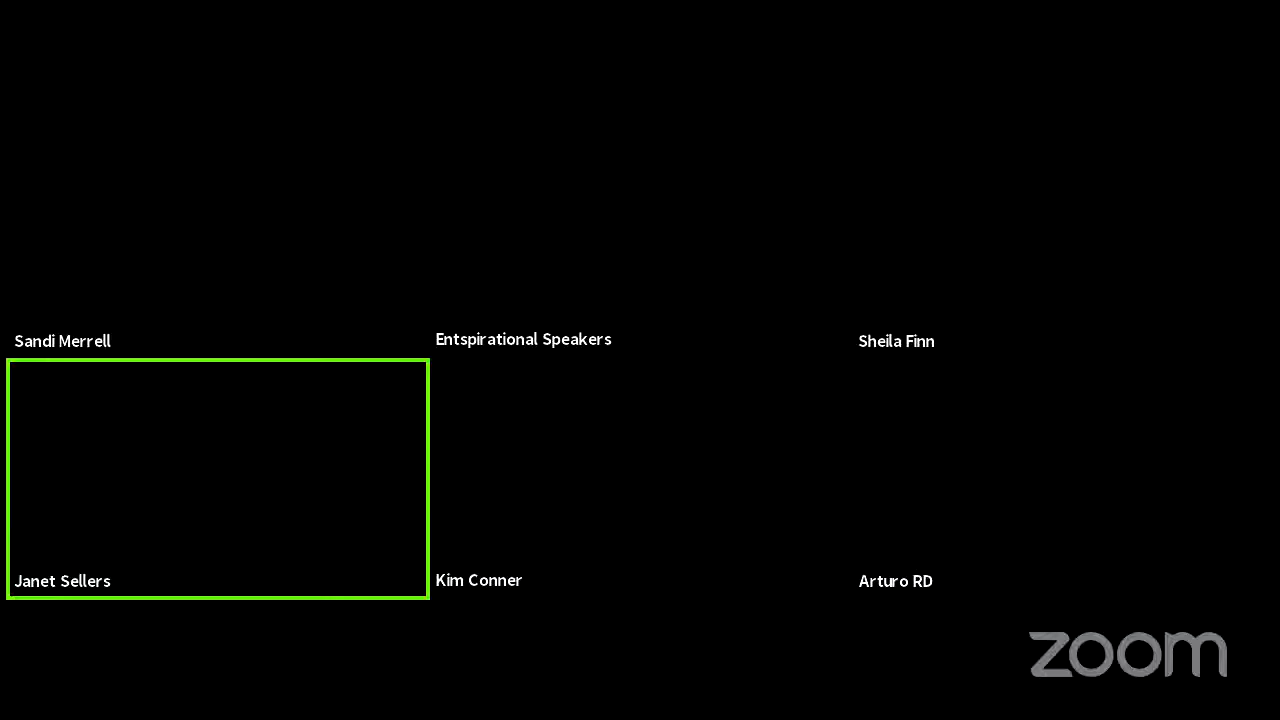 Sandi Merrell
Entspirational Speakers
Sheila Finn
Janet Sellers
Kim Conner
Arturo RD
zoom